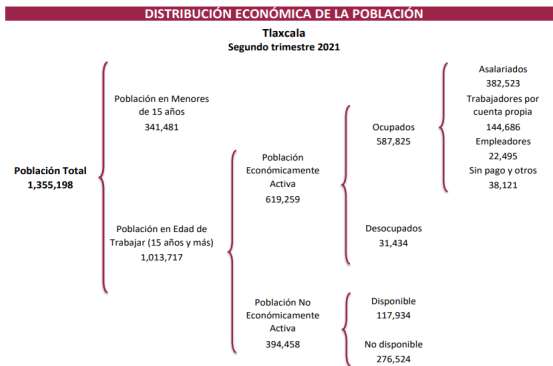 DISTRIBUCIÓN ECONÓMICA DE LA POBLACIÓN
Tlaxcala
Segundo trimestre 2021
Población Total
1,355,198
Población en Menores
de 15 años
341,481
Población en Edad de
Trabajar (15 años y más)
1,013,717
Población
Económicamente
Activa
619,259
Población No
Económicamente
Activa
394,458
Ocupados
587,825
Desocupados
31,434
Disponible
117,934
No disponible
276,524
Asalariados
382,523
Trabajadores por
cuenta propia
144,686
Empleadores
22,495
Sin pago y otros
38,121